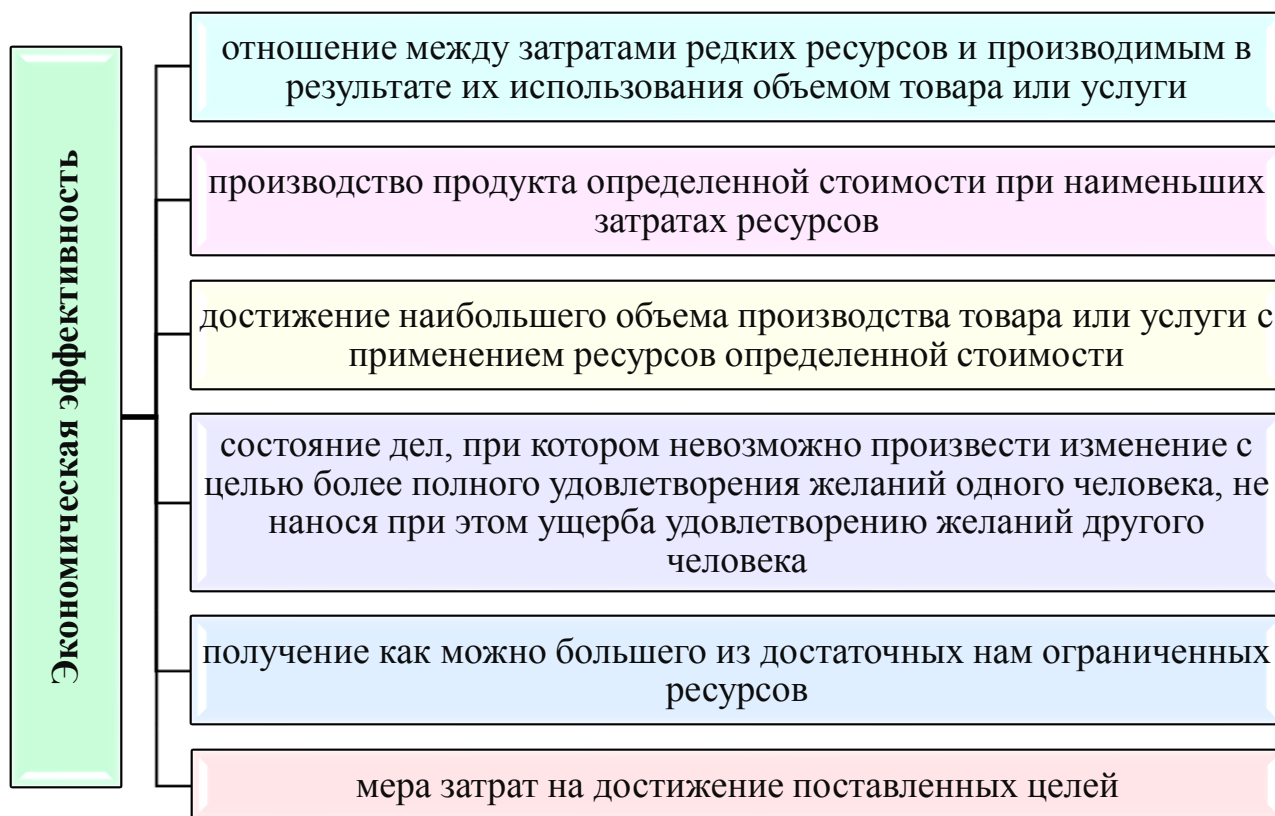 Экономическая эффективность
отношение между затратами редких ресурсов и производимым в
результате их использования объемом товара или услуги
производство продукта определенной стоимости при наименьших
затратах ресурсов
достижение наибольшего объема производства товара или услуги с
применением ресурсов определенной стоимости
состояние дел, при котором невозможно произвести изменение с
целью более полного удовлетворения желаний одного человека, не
нанося при этом ущерба удовлетворению желаний другого
человека
получение как можно большего из достаточных нам ограниченных
ресурсов
мера затрат на достижение поставленных целей